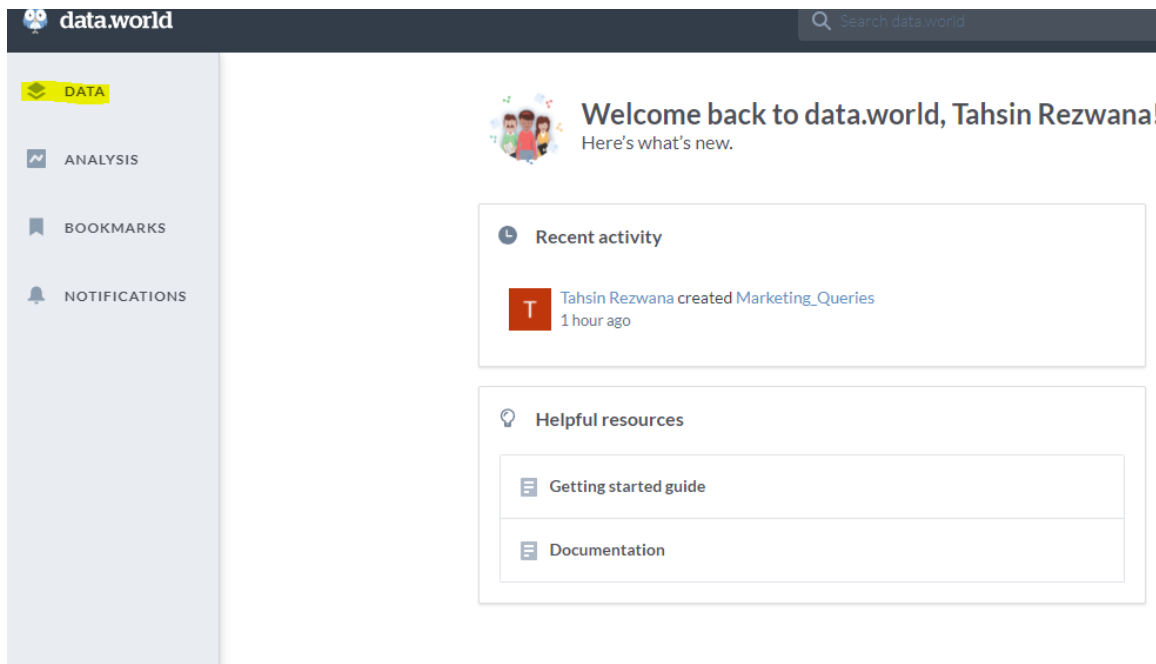 data.world
Search data.world
DATA
ANALYSIS
BOOKMARKS
NOTIFICATIONS
Welcome back to data.world, Tahsin Rezwana!
Here's what's new.
Recent activity
T
Tahsin Rezwana created Marketing_Queries
1 hour ago
Helpful resources
Getting started guide
Documentation